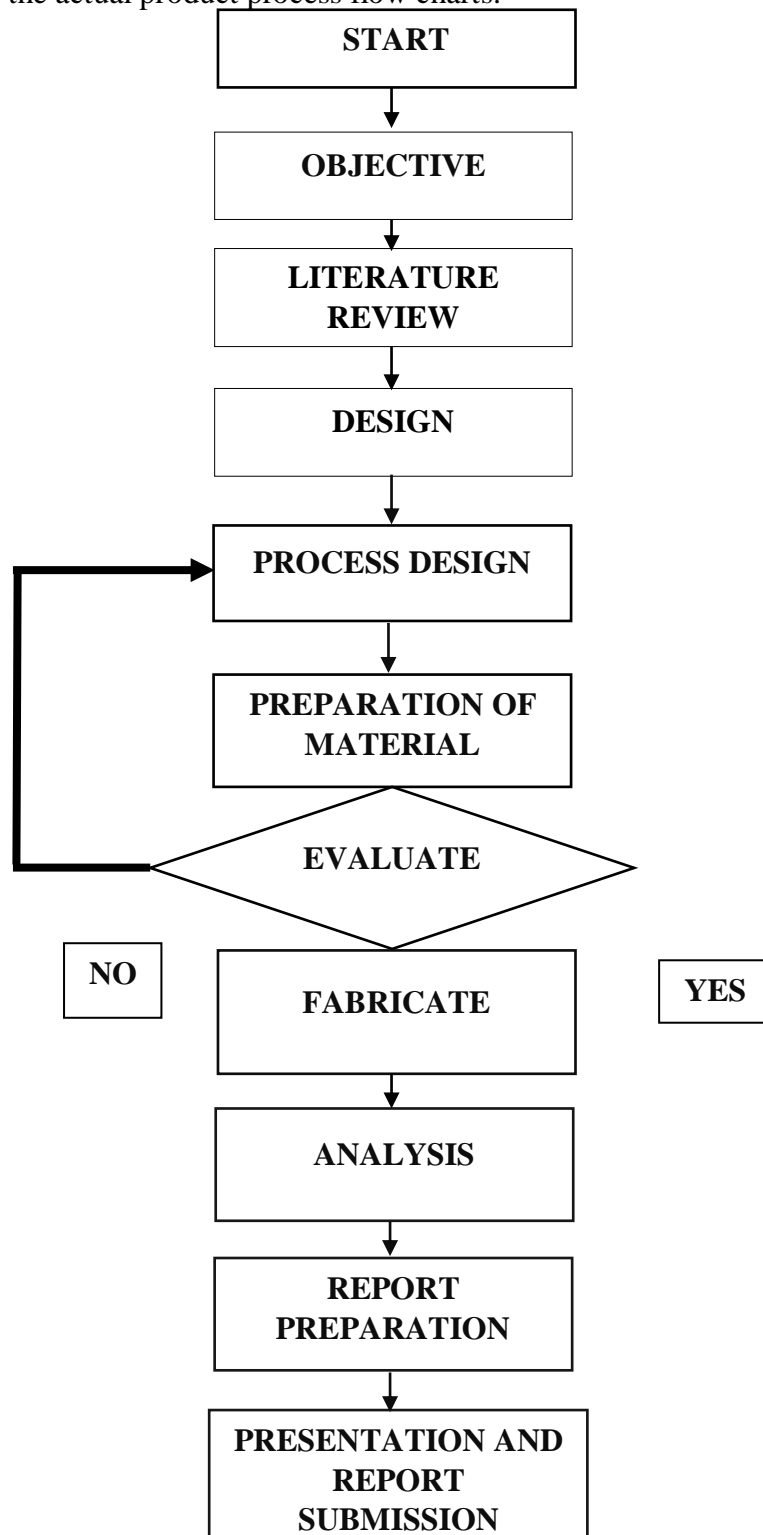 the actual product process flow charts.
START
OBJECTIVE
LITERATURE
REVIEW
DESIGN
PROCESS DESIGN
PREPARATION OF
MATERIAL
EVALUATE
NO
FABRICATE
YES
ANALYSIS
REPORT
PREPARATION
PRESENTATION AND
REPORT
SUBMISSION